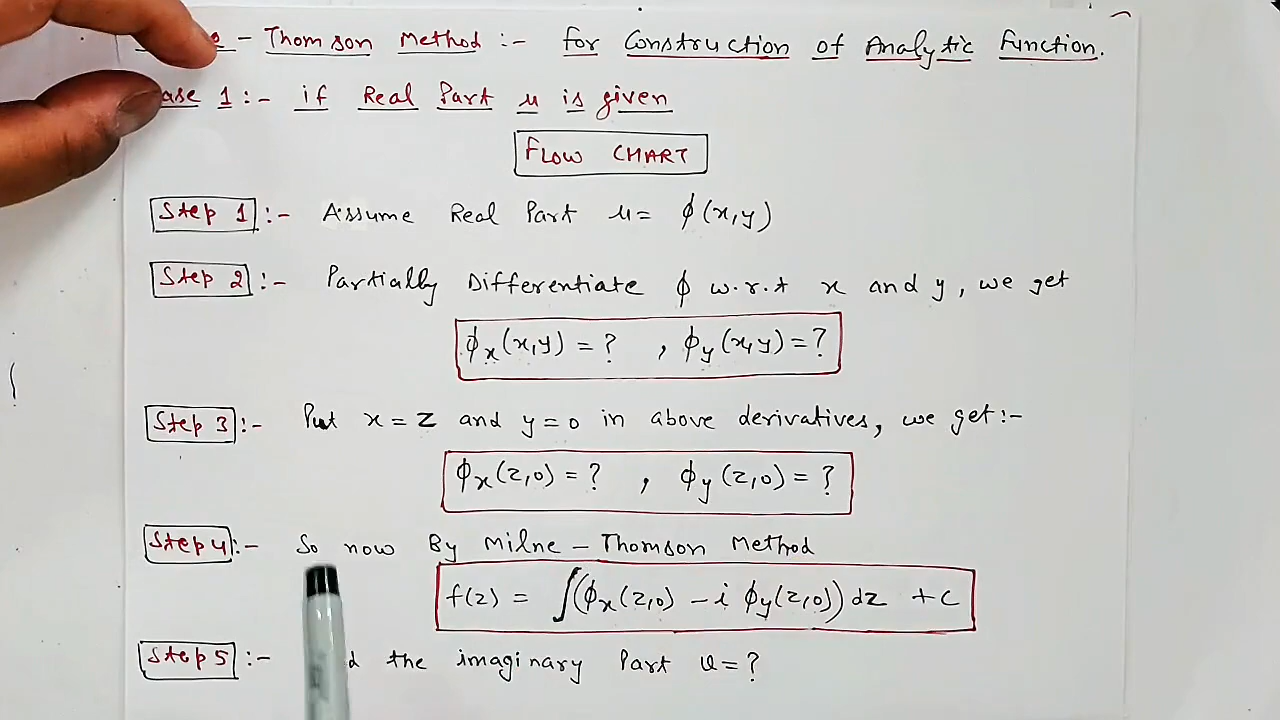 - Thomson Method :- for Construction of Analytic Function.
Case 1 :- if Real Part u is given
FLOW CHART
Step 1 :- Assume Real Part u = ϕ(x,y)
Step 2 :- Partially Differentiate ϕ w.r.t x and y, we get
ϕx(x,y) = ? , ϕy(x,y) = ?
Step 3 :- Put x = z and y = 0 in above derivatives, we get :-
ϕx(z,0) = ? , ϕy(z,0) = ?
Step 4 :- So now By Milne - Thomson Method
f(z) = ∫(ϕx(z,0) - i ϕy(z,0)) dz + c
Step 5 :- the imaginary Part v = ?